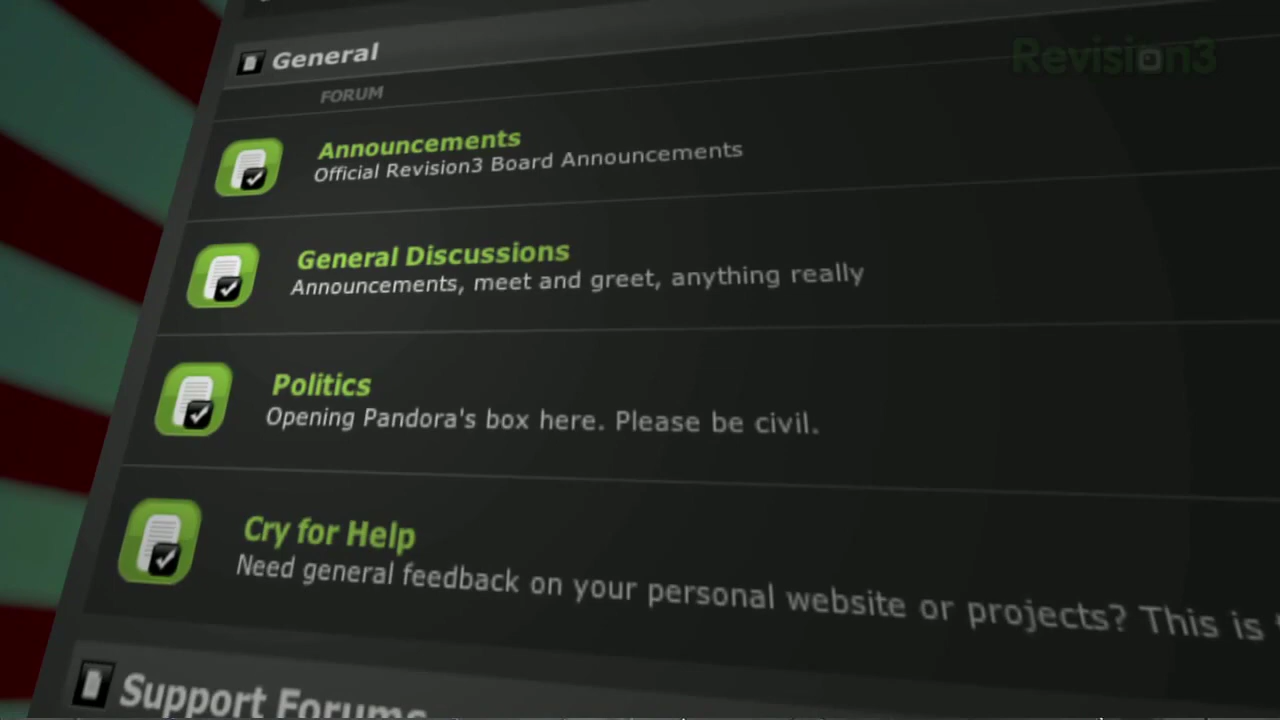 Revision3
General
FORUM
Announcements
Official Revision3 Board Announcements
General Discussions
Announcements, meet and greet, anything really
Politics
Opening Pandora's box here. Please be civil.
Cry for Help
Need general feedback on your personal website or projects? This is
Support Forums